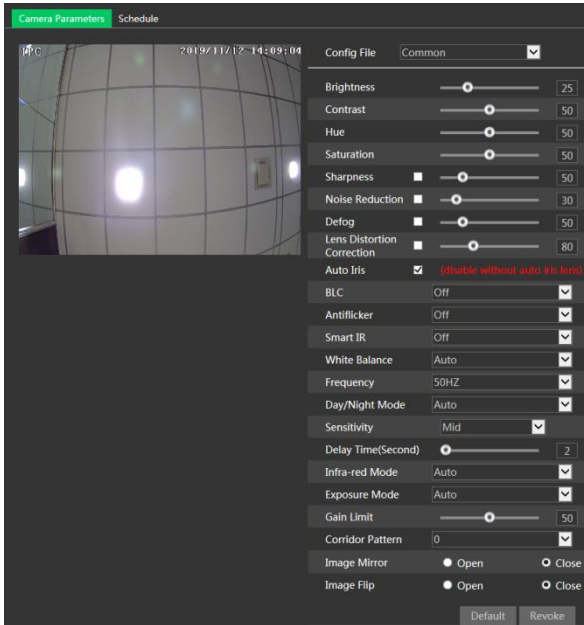 Camera Parameters Schedule
IPC 2019/11/12 14:09:04
Config File Common
Brightness 25
Contrast 50
Hue 50
Saturation 50
Sharpness 50
Noise Reduction 30
Defog 50
Lens Distortion
Correction 80
Auto Iris (disable without auto iris lens)
BLC Off
Antiflicker Off
Smart IR Off
White Balance Auto
Frequency 50HZ
Day/Night Mode Auto
Sensitivity Mid
Delay Time(Second) 2
Infra-red Mode Auto
Exposure Mode Auto
Gain Limit 50
Corridor Pattern 0
Image Mirror Open Close
Image Flip Open Close
Default Revoke